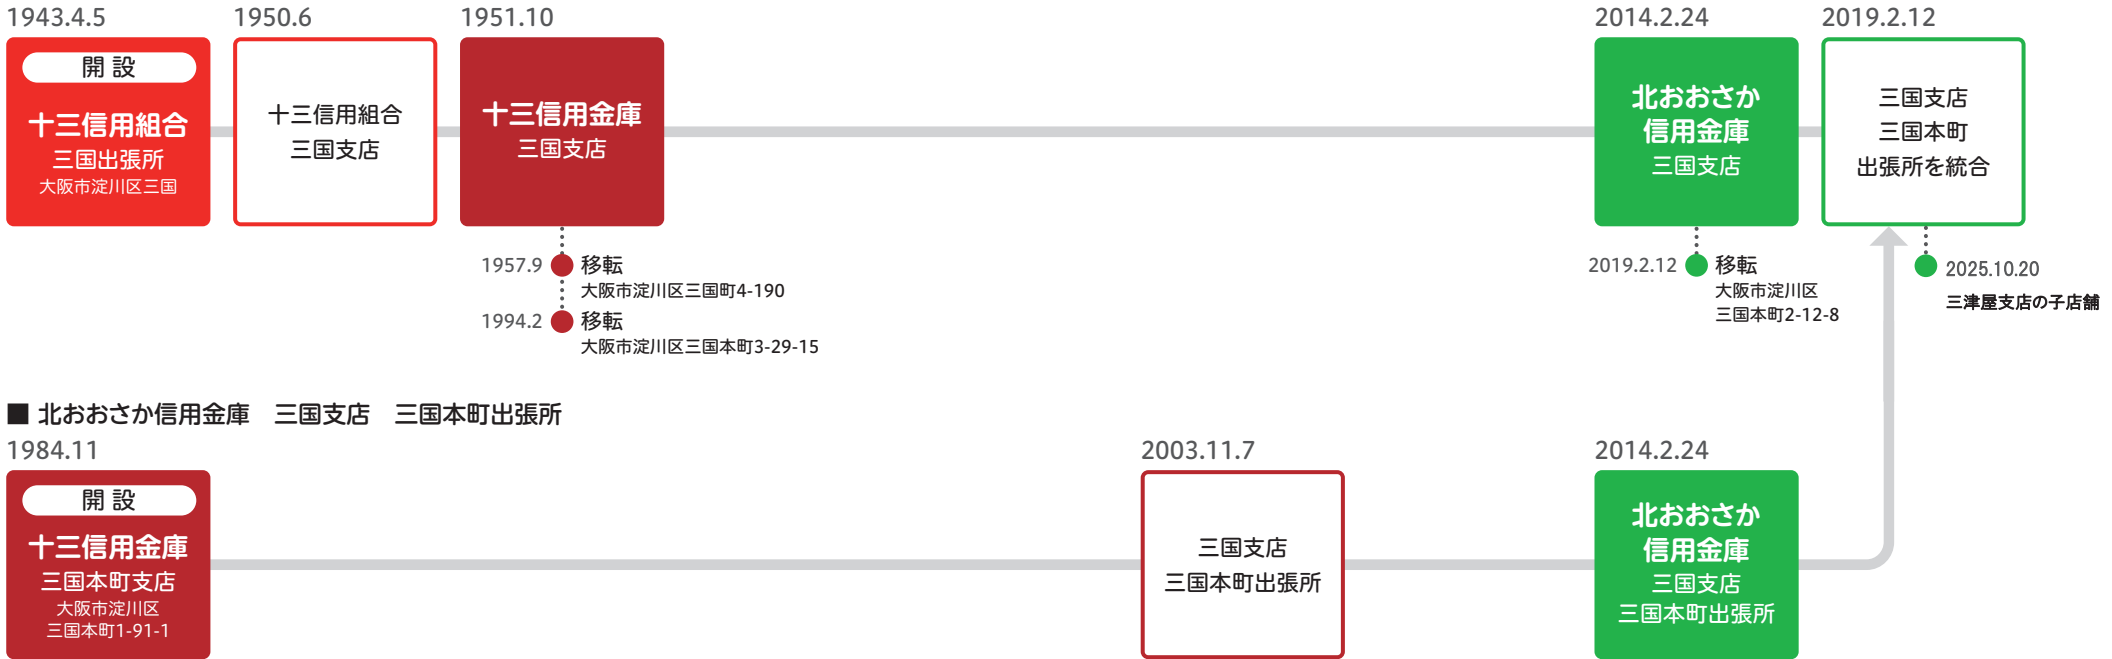 1943.4.5
開設
十三信用組合
三国出張所
大阪市淀川区三国
1950.6
十三信用組合
三国支店
1951.10
十三信用金庫
三国支店
1957.9
移転
大阪市淀川区三国町4-190
1994.2
移転
大阪市淀川区三国本町3-29-15
2014.2.24
北おおさか
信用金庫
三国支店
2019.2.12
移転
大阪市淀川区
三国本町2-12-8
2019.2.12
三国支店
三国本町
出張所を統合
2025.10.20
三津屋支店の子店舗
■ 北おおさか信用金庫　三国支店　三国本町出張所
1984.11
開設
十三信用金庫
三国本町支店
大阪市淀川区
三国本町1-91-1
2003.11.7
三国支店
三国本町出張所
2014.2.24
北おおさか
信用金庫
三国支店
三国本町出張所